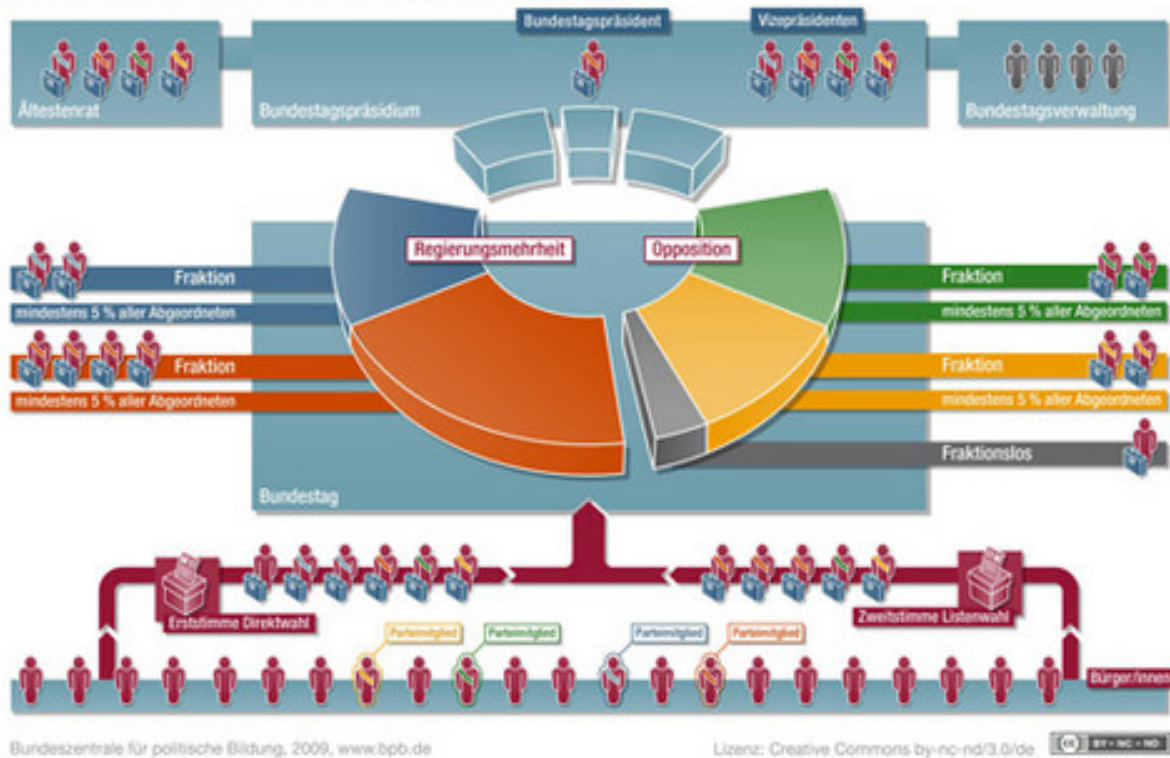 Bundestagspräsident
Vizepräsidenten
Ältestenrat
Bundestagspräsidium
Bundestagsverwaltung
Regierungsmehrheit
Opposition
Fraktion
mindestens 5 % aller Abgeordneten
Fraktion
mindestens 5 % aller Abgeordneten
Fraktion
mindestens 5 % aller Abgeordneten
Fraktion
mindestens 5 % aller Abgeordneten
Fraktionslos
Bundestag
Erststimme Direktwahl
Zweitstimme Listenwahl
Parteimitglied
Parteimitglied
Parteimitglied
Parteimitglied
Bürger/innen
Bundeszentrale für politische Bildung, 2009, www.bpb.de
Lizenz: Creative Commons by-nc-nd/3.0/de
cc BY - NC - ND